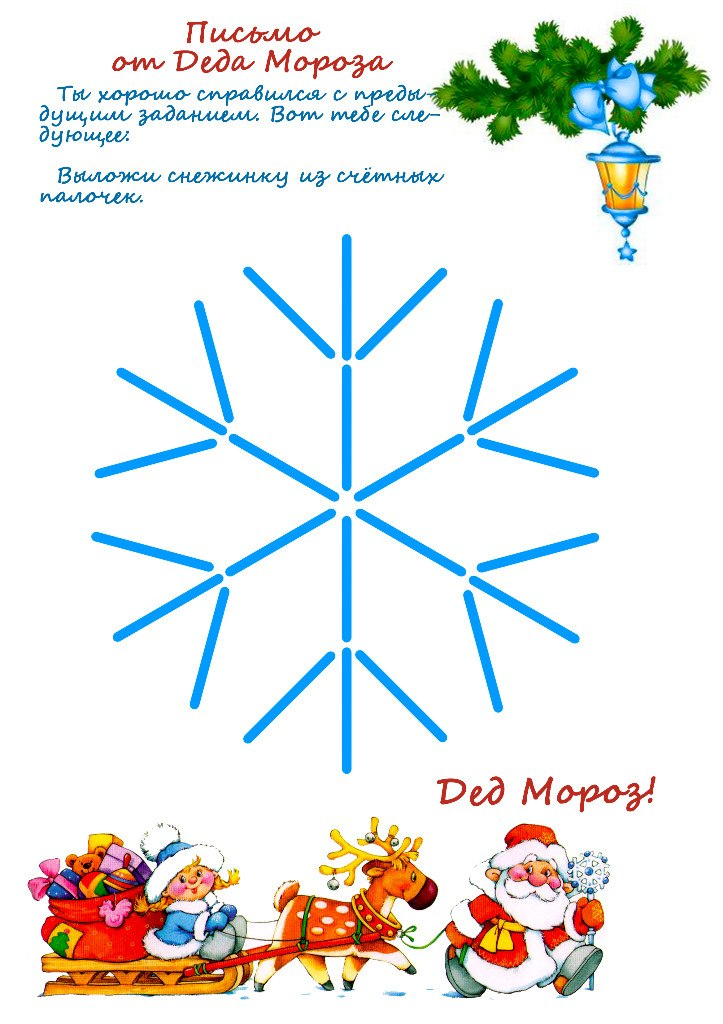 Письмо
от Деда Мороза
Ты хорошо справился с преды-
дущим заданием. Вот тебе сле-
дующее:
Выложи снежинку из счётных
палочек.
Дед Мороз!